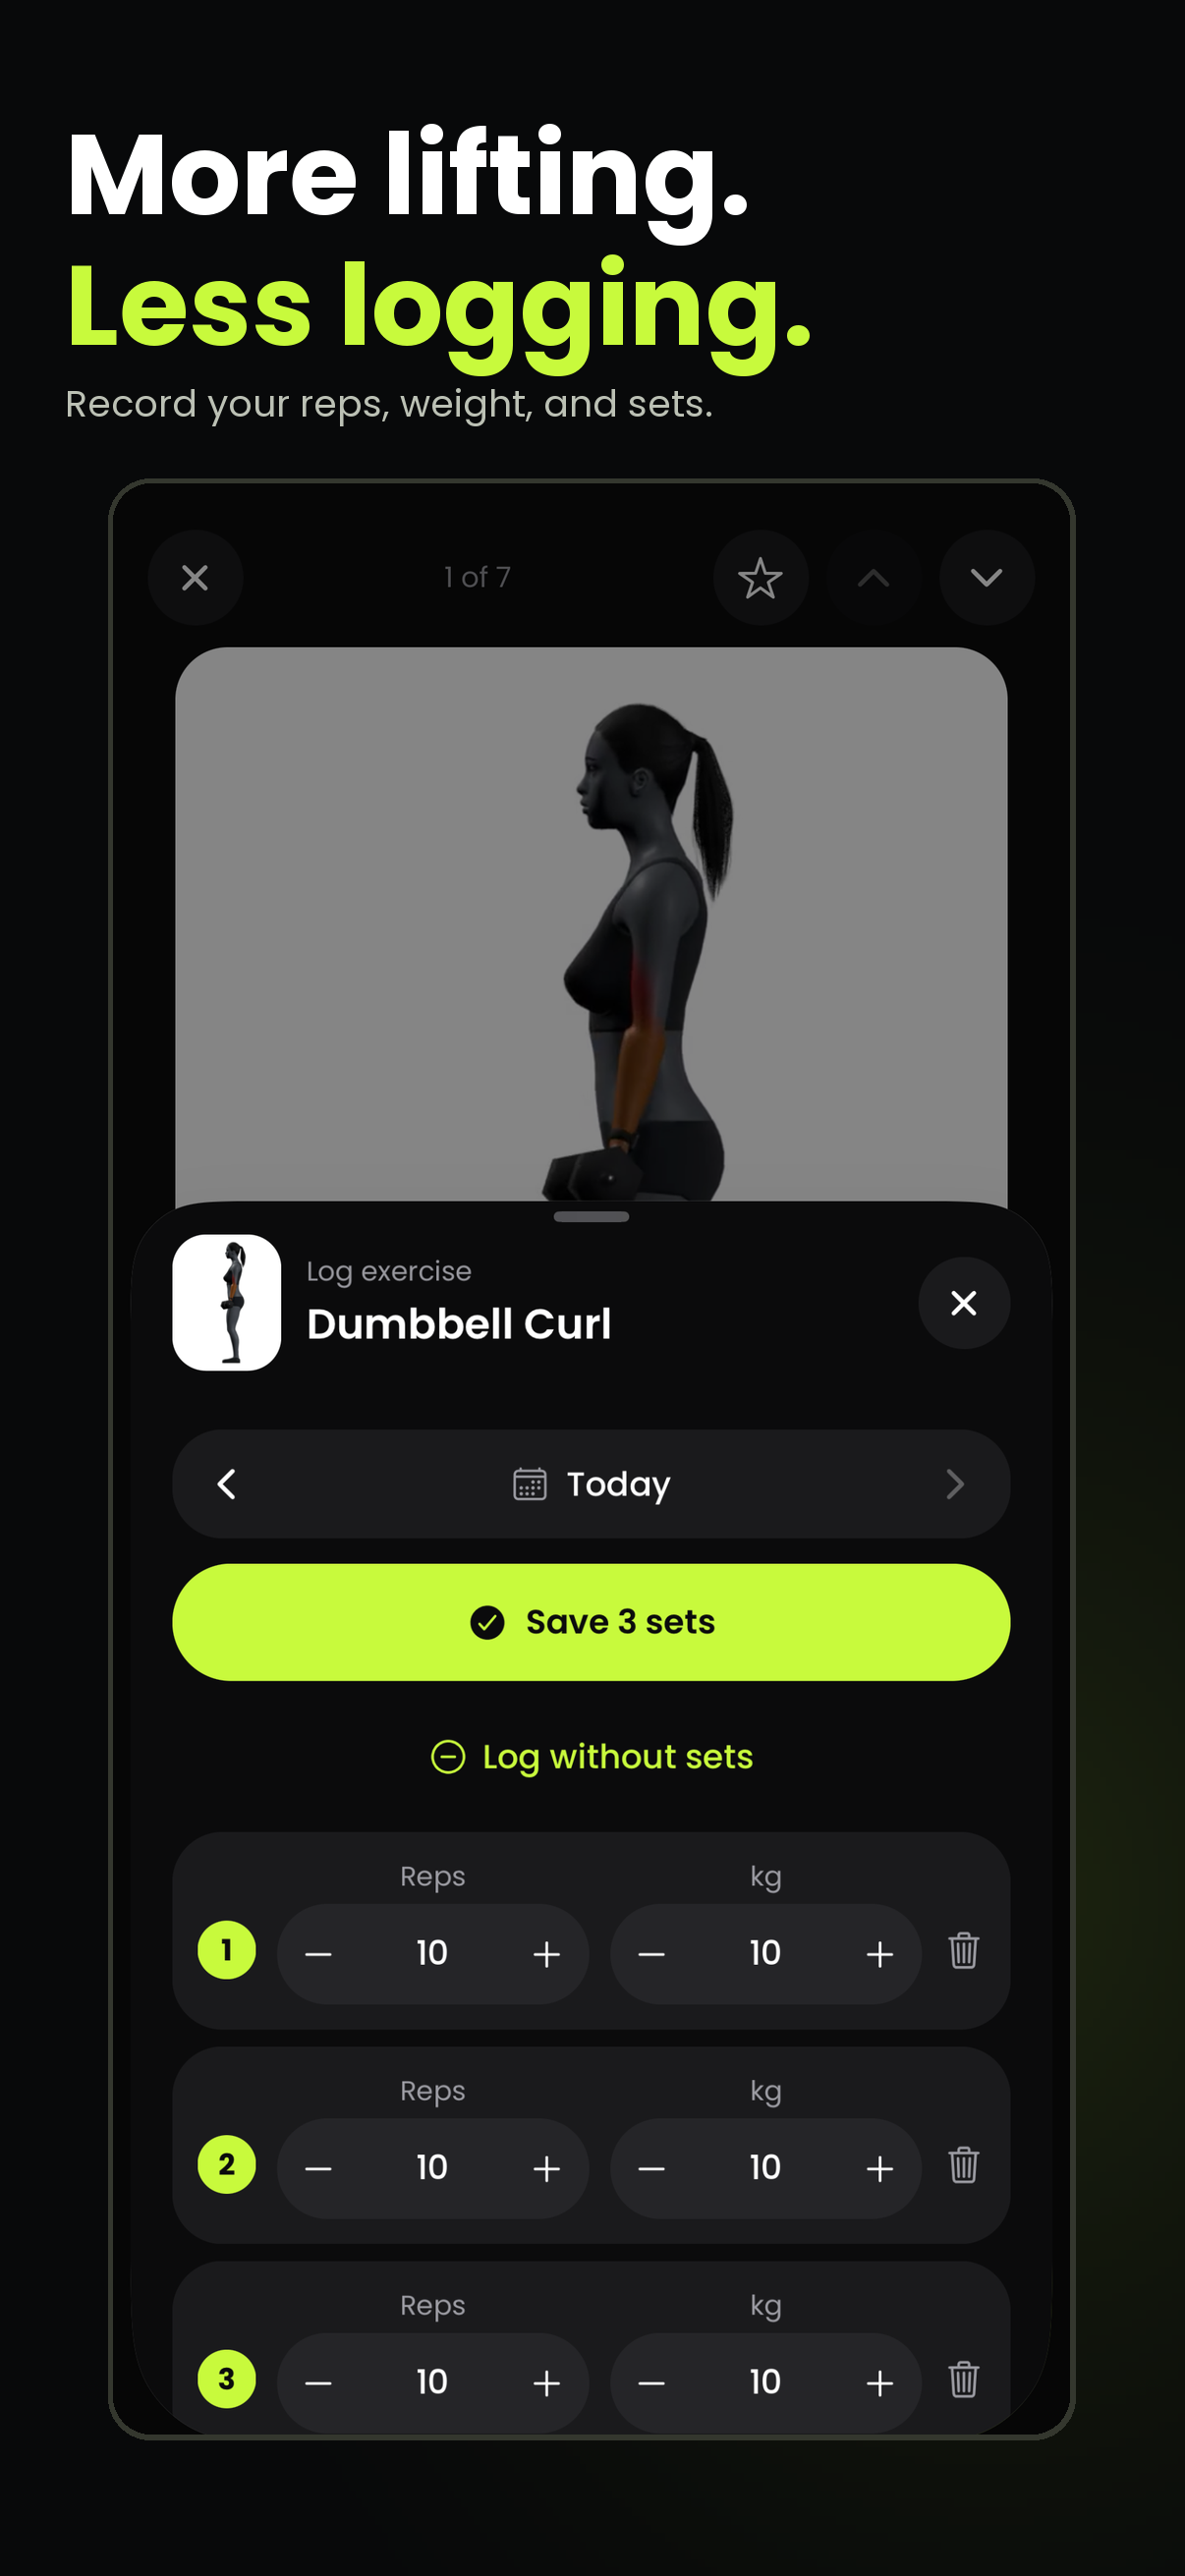 More lifting.
Less logging.
Record your reps, weight, and sets.
1 of 7
Log exercise
Dumbbell Curl
Today
Save 3 sets
Log without sets
Reps kg
1 10 10
Reps kg
2 10 10
Reps kg
3 10 10